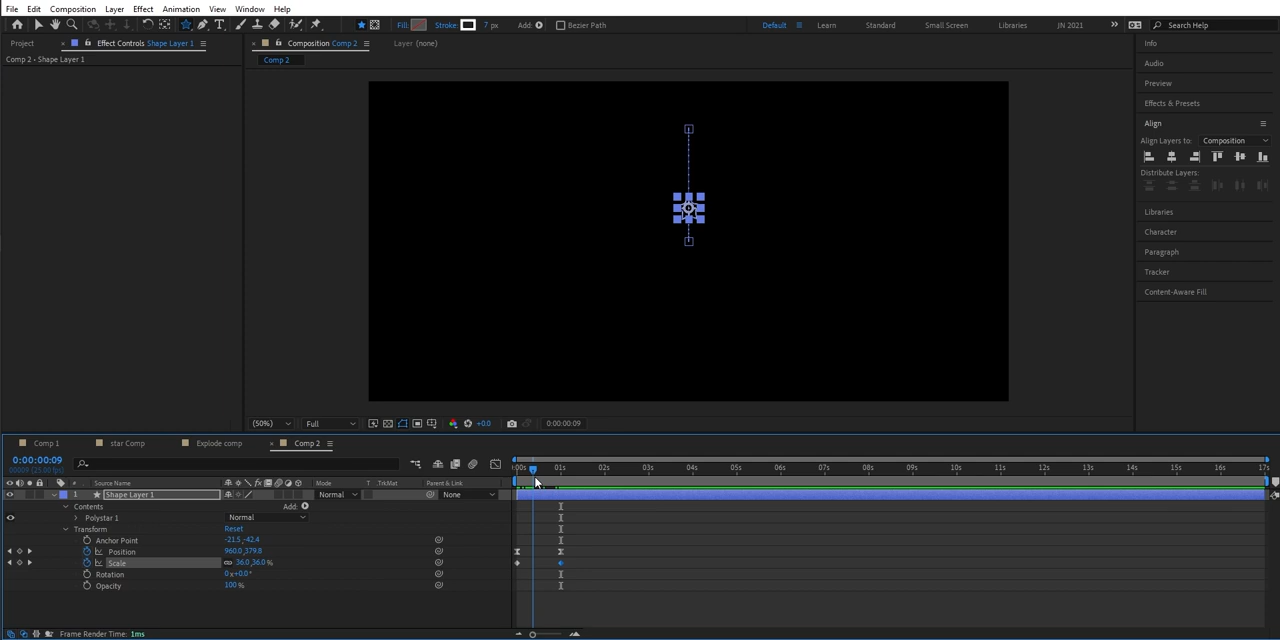 File Edit Composition Layer Effect Animation View Window Help
Fill: Stroke: 7 px Add: Bezier Path Default Learn Standard Small Screen Libraries JN 2021 Search Help
Project Effect Controls Shape Layer 1 Composition Comp 2 Layer (none) Info
Comp 2 • Shape Layer 1 Comp 2 Audio
Preview
Effects & Presets
Align
Align Layers to: Composition
Distribute Layers:
Libraries
Character
Paragraph
Tracker
Content-Aware Fill
(50%) Full +0.0 0:00:00:09
Comp 1 star Comp Explode comp Comp 2
0:00:00:09
00009 (25.00 fps)
:00s 01s 02s 03s 04s 05s 06s 07s 08s 09s 10s 11s 12s 13s 14s 15s 16s 17s
# Source Name Mode T .TrkMat Parent & Link
1 Shape Layer 1 Normal None
Contents Add:
Polystar 1 Normal
Transform Reset
Anchor Point -21.5,-42.4
Position 960.0,379.8
Scale 36.0,36.0 %
Rotation 0 x+0.0°
Opacity 100 %
Frame Render Time: 1ms